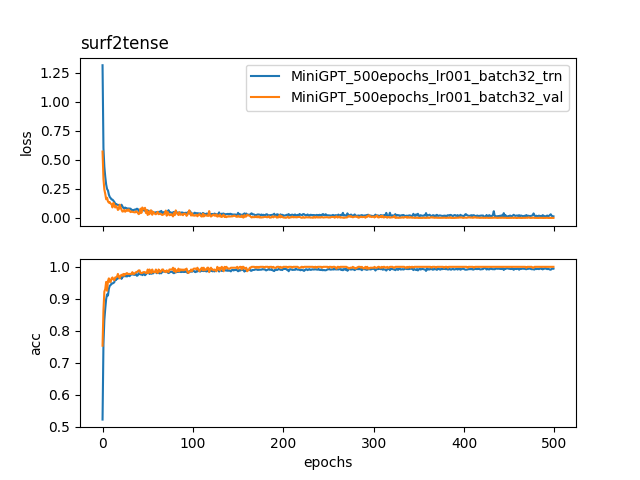 surf2tense
1.25
1.00
0.75
0.50
0.25
0.00
loss
MiniGPT_500epochs_lr001_batch32_trn
MiniGPT_500epochs_lr001_batch32_val
1.0
0.9
0.8
0.7
0.6
0.5
acc
0 100 200 300 400 500
epochs